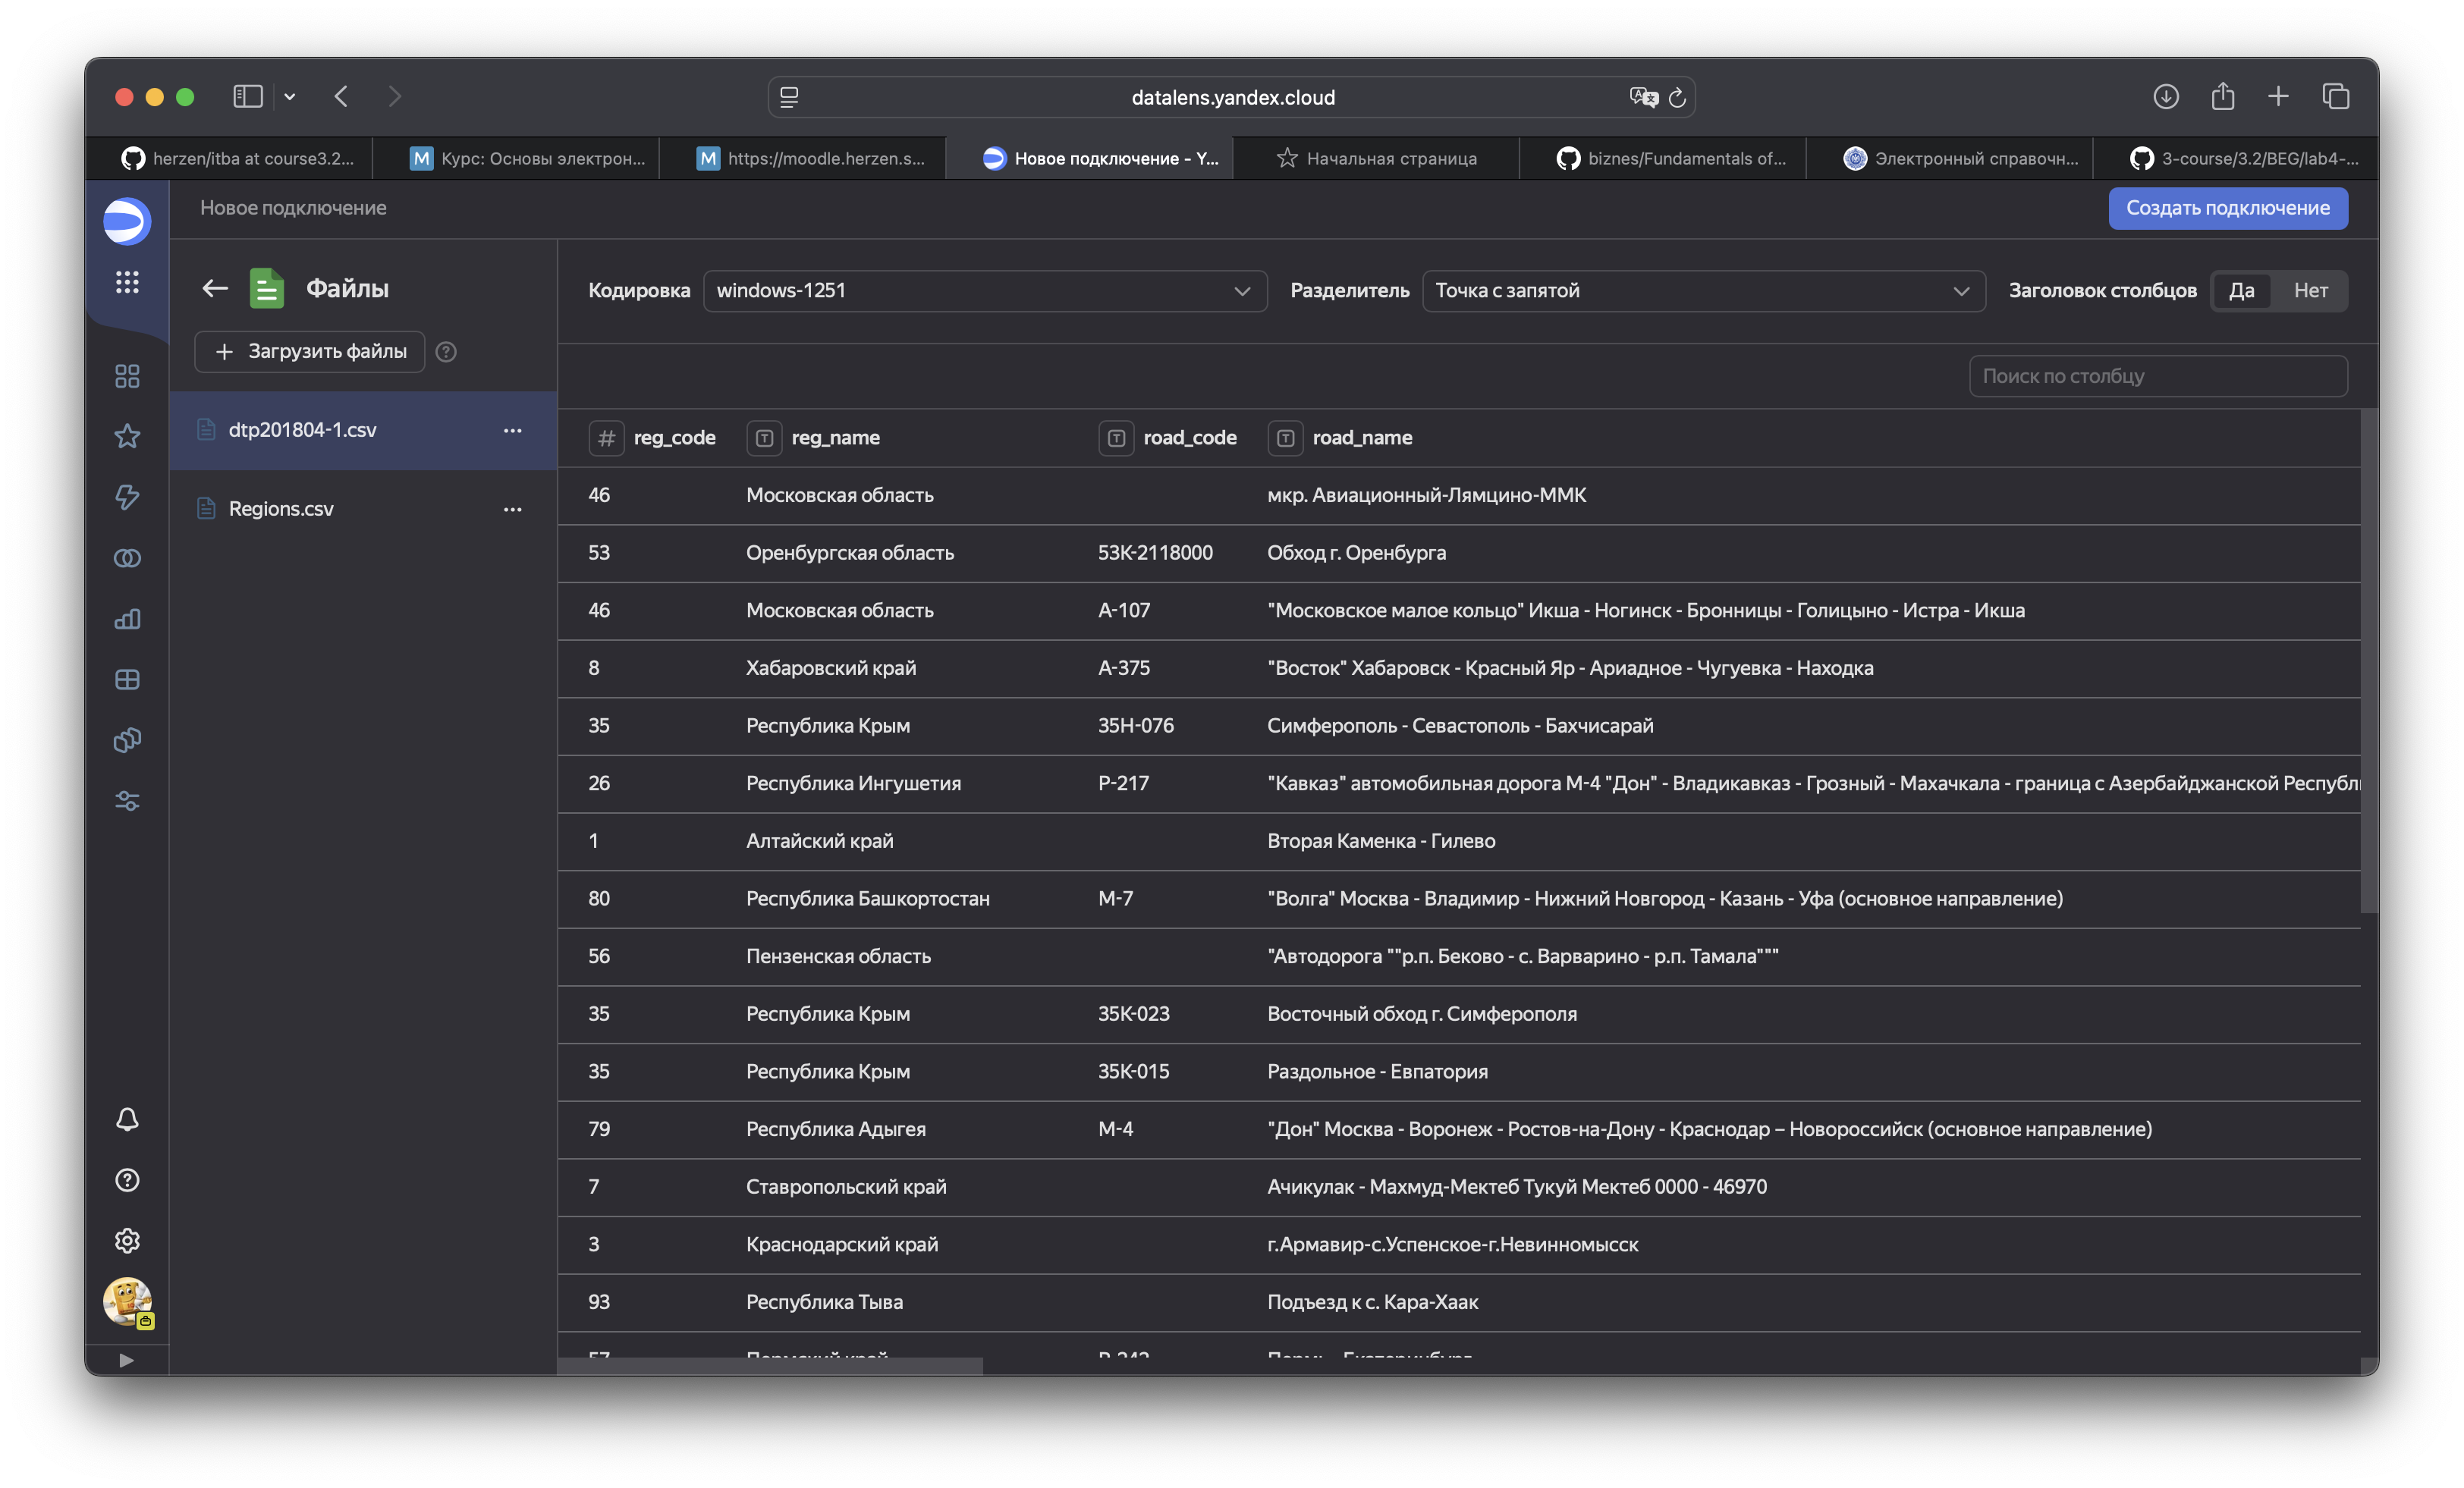 datalens.yandex.cloud
herzen/itba at course3.2...
Курс: Основы электрон...
https://moodle.herzen.s...
Новое подключение - Y...
Начальная страница
biznes/Fundamentals of...
Электронный справочн...
3-course/3.2/BEG/lab4-...
Новое подключение
Создать подключение
Файлы
Кодировка windows-1251 Разделитель Точка с запятой Заголовок столбцов Да Нет
+ Загрузить файлы
Поиск по столбцу
dtp201804-1.csv
Regions.csv
# reg_code T reg_name T road_code T road_name
46 Московская область мкр. Авиационный-Лямцино-ММК
53 Оренбургская область 53К-2118000 Обход г. Оренбурга
46 Московская область А-107 "Московское малое кольцо" Икша - Ногинск - Бронницы - Голицыно - Истра - Икша
8 Хабаровский край А-375 "Восток" Хабаровск - Красный Яр - Ариадное - Чугуевка - Находка
35 Республика Крым 35Н-076 Симферополь - Севастополь - Бахчисарай
26 Республика Ингушетия Р-217 "Кавказ" автомобильная дорога М-4 "Дон" - Владикавказ - Грозный - Махачкала - граница с Азербайджанской Республи
1 Алтайский край Вторая Каменка - Гилево
80 Республика Башкортостан М-7 "Волга" Москва - Владимир - Нижний Новгород - Казань - Уфа (основное направление)
56 Пензенская область "Автодорога ""р.п. Беково - с. Варварино - р.п. Тамала"""
35 Республика Крым 35К-023 Восточный обход г. Симферополя
35 Республика Крым 35К-015 Раздольное - Евпатория
79 Республика Адыгея М-4 "Дон" Москва - Воронеж - Ростов-на-Дону - Краснодар – Новороссийск (основное направление)
7 Ставропольский край Ачикулак - Махмуд-Мектеб Тукуй Мектеб 0000 - 46970
3 Краснодарский край г.Армавир-с.Успенское-г.Невинномысск
93 Республика Тыва Подъезд к с. Кара-Хаак
57 Пермский край Р-242 Пермь - Екатеринбург